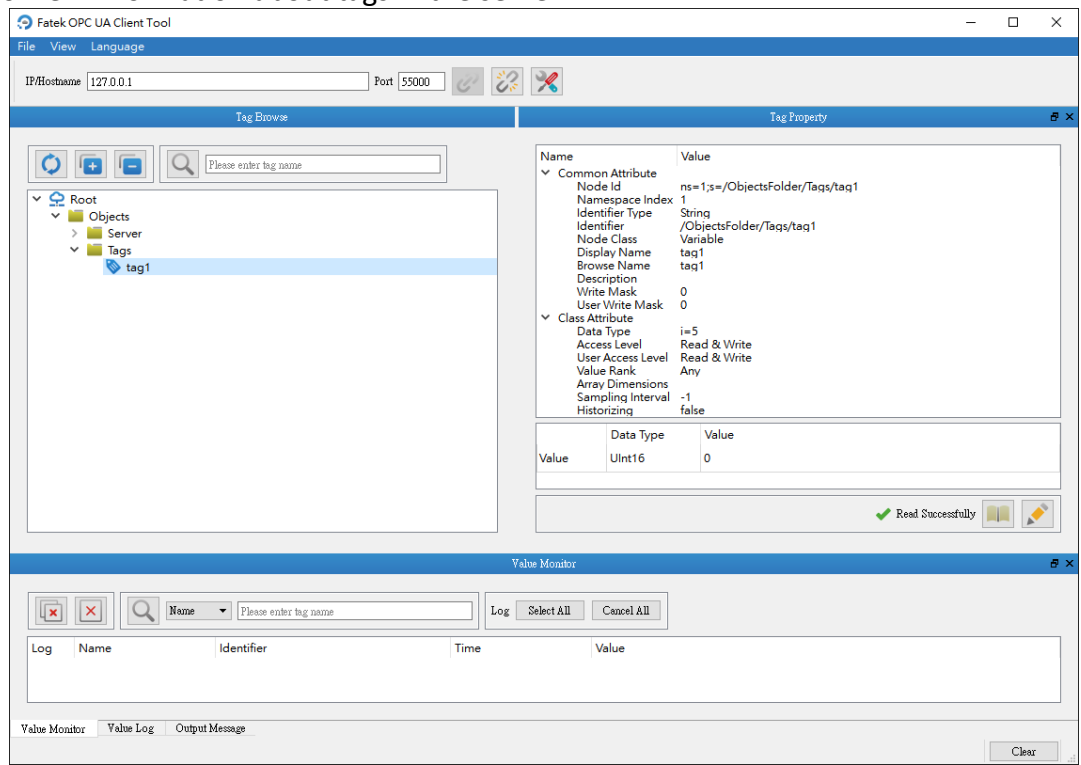 Fatek OPC UA Client Tool
File View Language
IP/Hostname 127.0.0.1 Port 55000
Tag Browse
Please enter tag name
Root
Objects
Server
Tags
tag1
Tag Property
Name Value
Common Attribute
Node Id ns=1;s=/ObjectsFolder/Tags/tag1
Namespace Index 1
Identifier Type String
Identifier /ObjectsFolder/Tags/tag1
Node Class Variable
Display Name tag1
Browse Name tag1
Description
Write Mask 0
User Write Mask 0
Class Attribute
Data Type i=5
Access Level Read & Write
User Access Level Read & Write
Value Rank Any
Array Dimensions
Sampling Interval -1
Historizing false
Data Type Value
Value UInt16 0
Read Successfully
Value Monitor
Name Please enter tag name Log Select All Cancel All
Log Name Identifier Time Value
Value Monitor Value Log Output Message
Clear